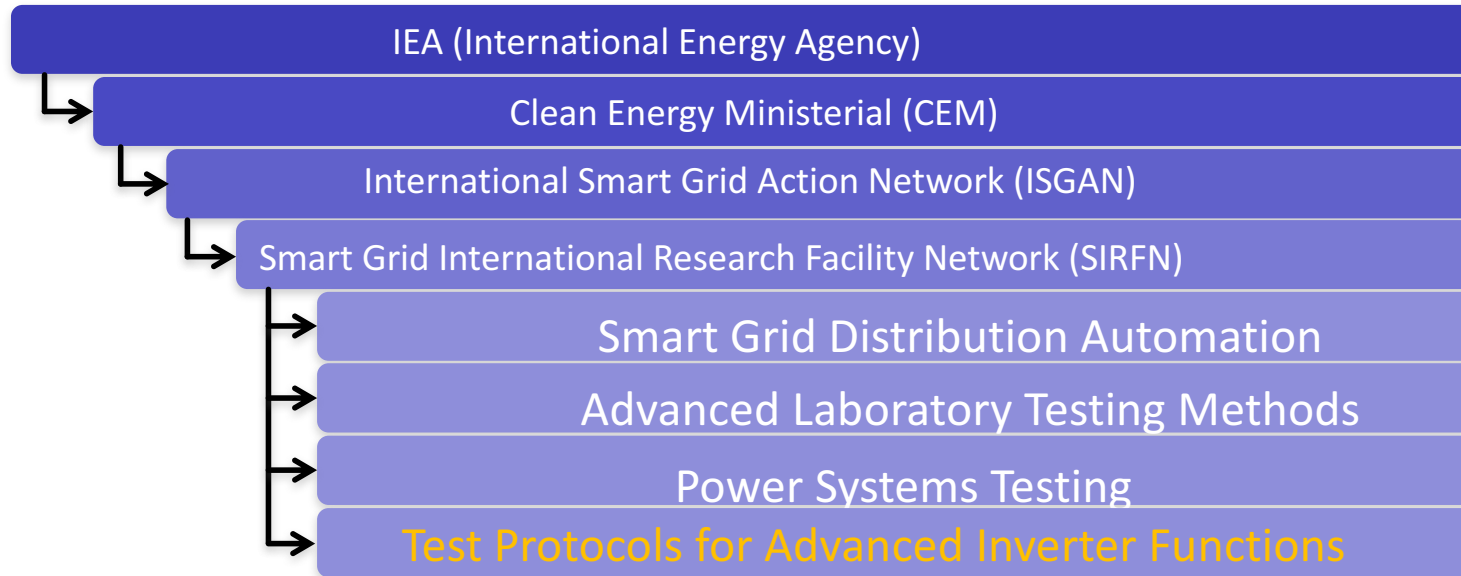 IEA (International Energy Agency)
Clean Energy Ministerial (CEM)
International Smart Grid Action Network (ISGAN)
Smart Grid International Research Facility Network (SIRFN)
Smart Grid Distribution Automation
Advanced Laboratory Testing Methods
Power Systems Testing
Test Protocols for Advanced Inverter Functions